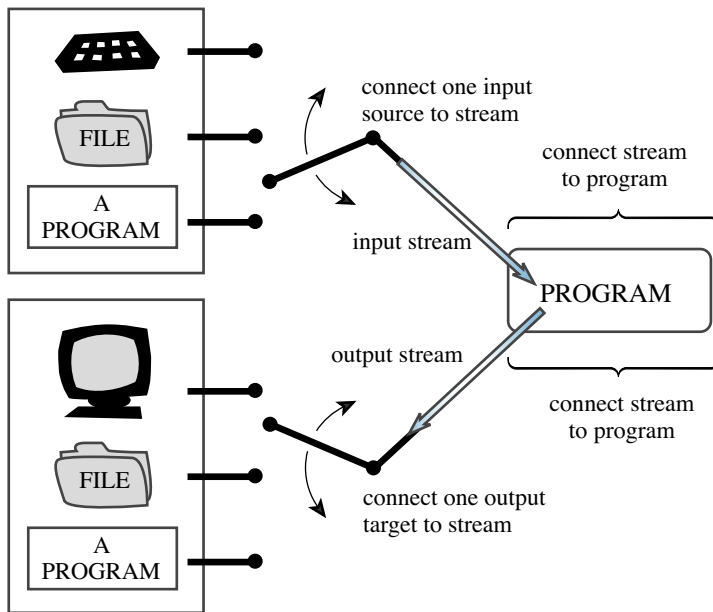 connect one input
source to stream
FILE
connect stream
to program
A
PROGRAM
input stream
PROGRAM
output stream
connect stream
to program
FILE
connect one output
target to stream
A
PROGRAM